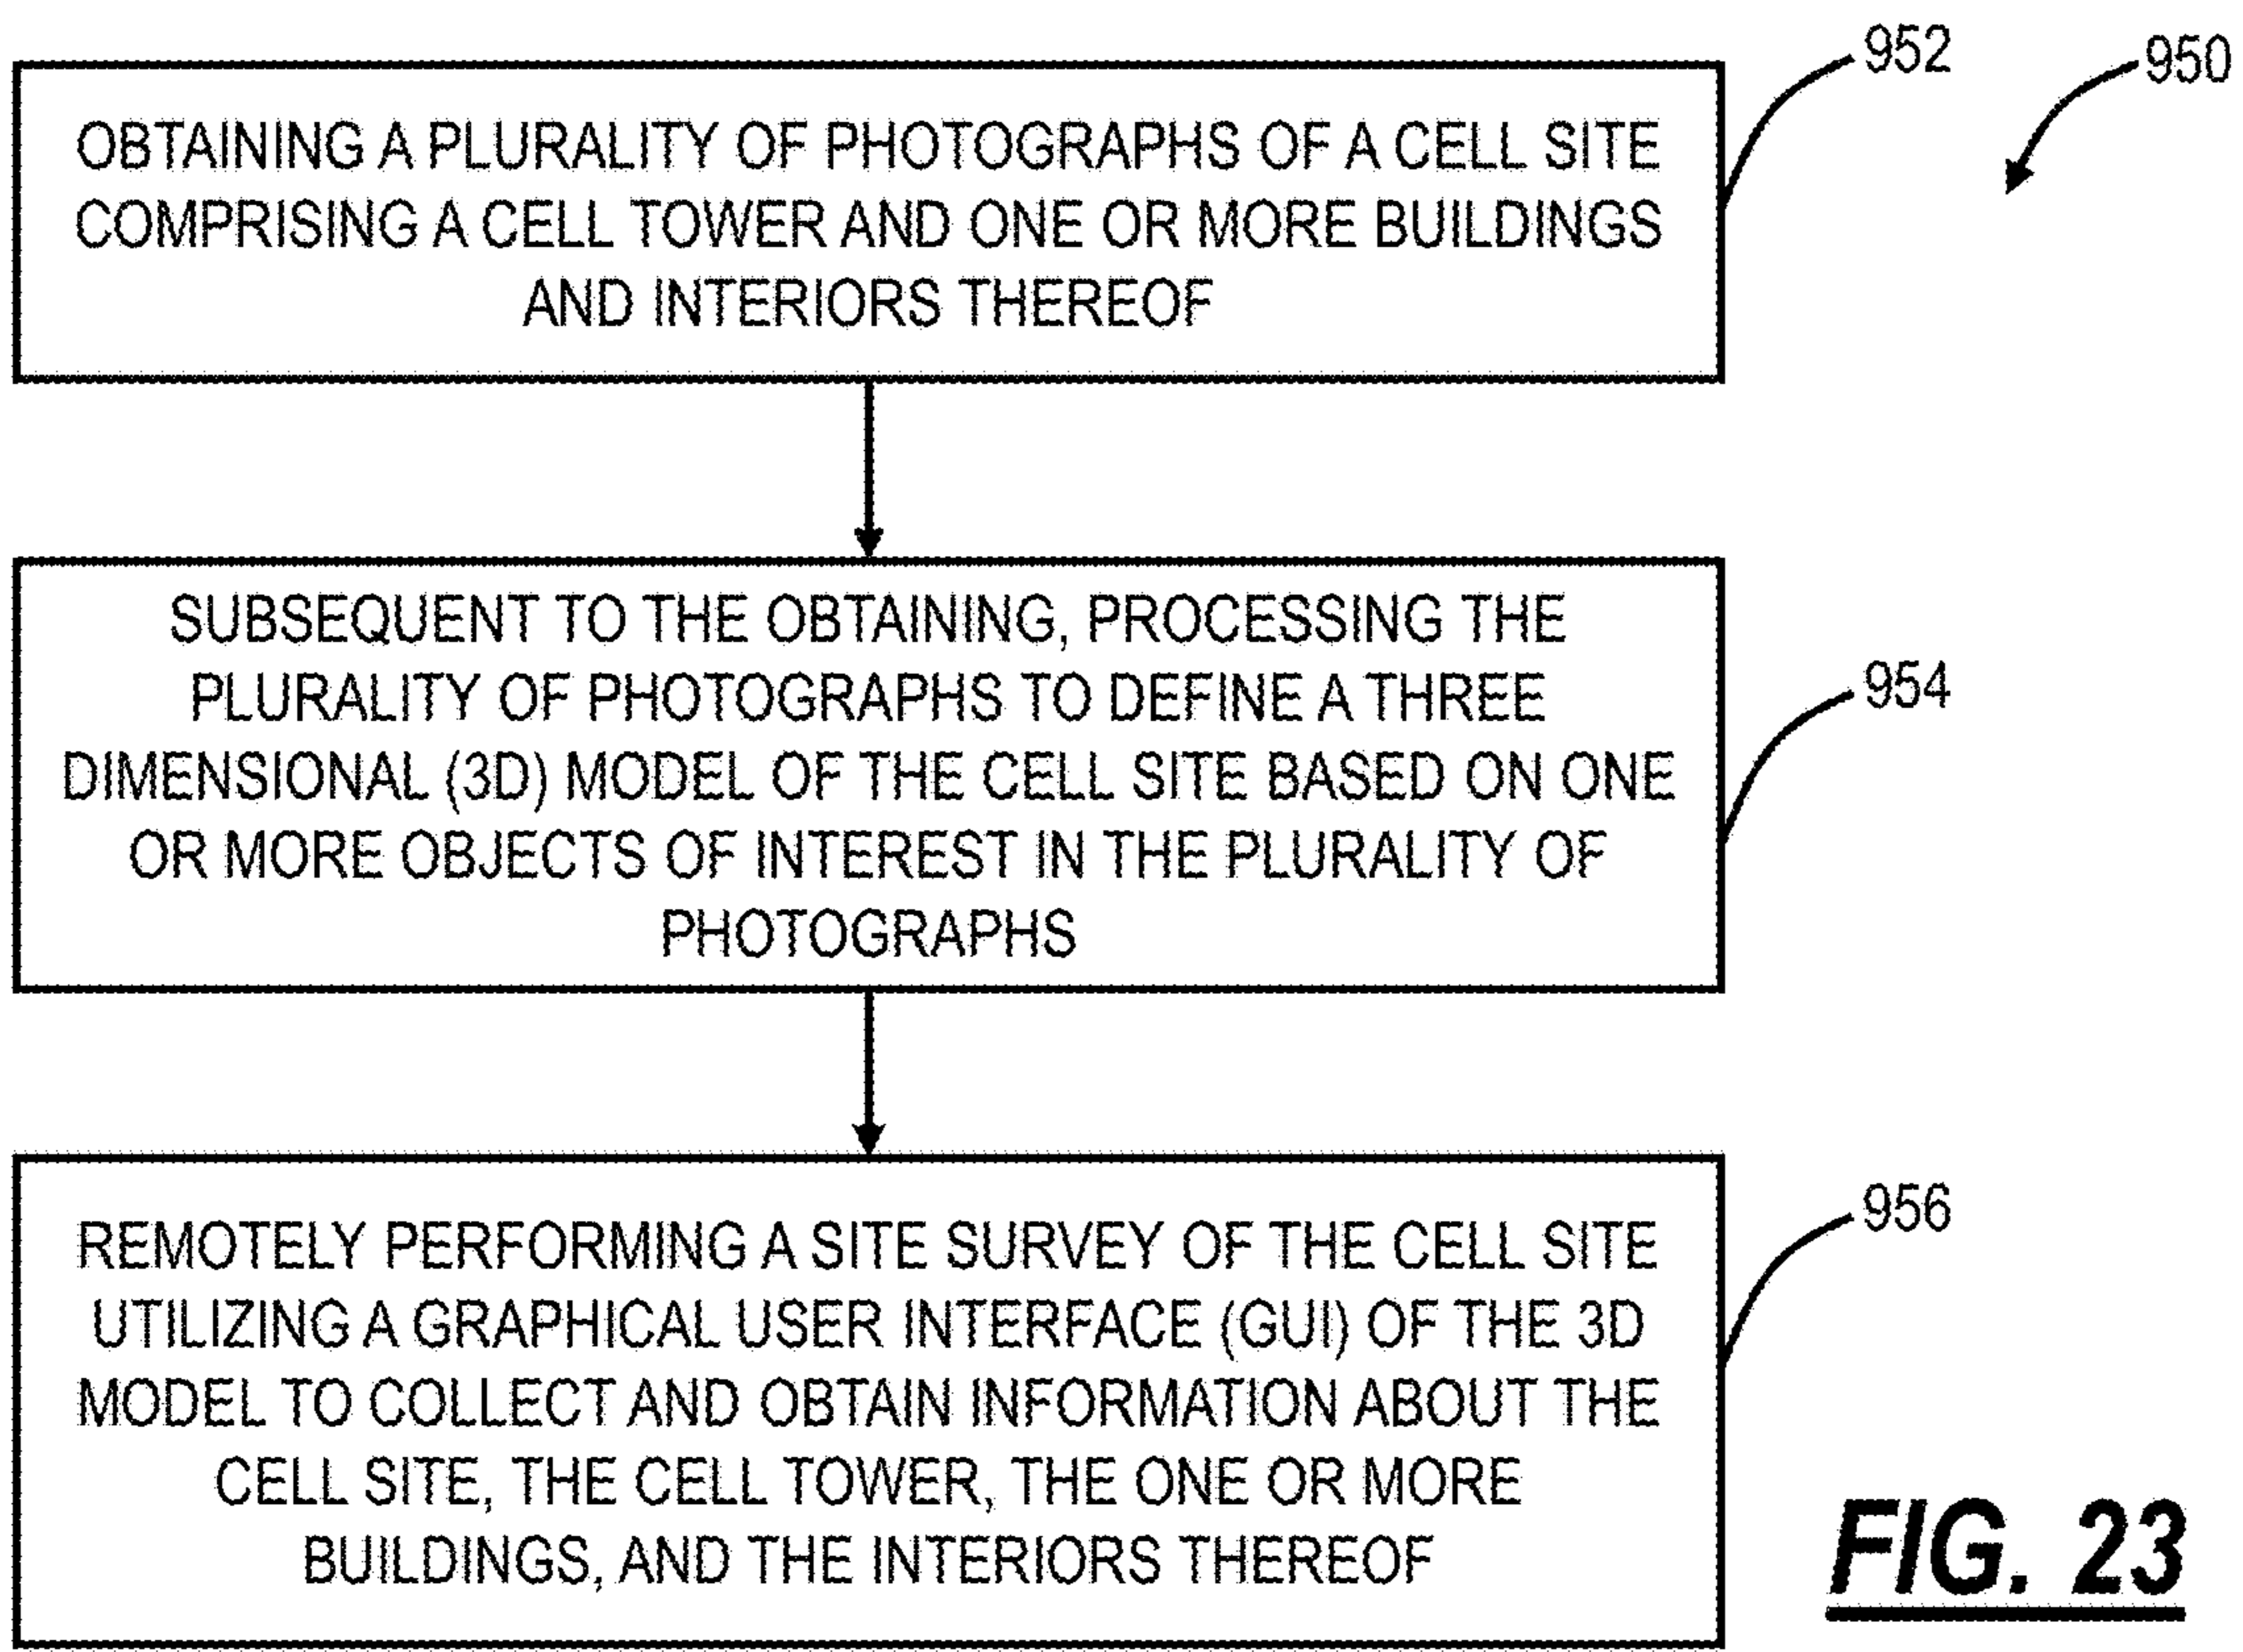 952
950
OBTAINING A PLURALITY OF PHOTOGRAPHS OF A CELL SITE
COMPRISING A CELL TOWER AND ONE OR MORE BUILDINGS
AND INTERIORS THEREOF
SUBSEQUENT TO THE OBTAINING, PROCESSING THE
PLURALITY OF PHOTOGRAPHS TO DEFINE A THREE
DIMENSIONAL (3D) MODEL OF THE CELL SITE BASED ON ONE
OR MORE OBJECTS OF INTEREST IN THE PLURALITY OF
PHOTOGRAPHS
954
REMOTELY PERFORMING A SITE SURVEY OF THE CELL SITE
UTILIZING A GRAPHICAL USER INTERFACE (GUI) OF THE 3D
MODEL TO COLLECT AND OBTAIN INFORMATION ABOUT THE
CELL SITE, THE CELL TOWER, THE ONE OR MORE
BUILDINGS, AND THE INTERIORS THEREOF
956
FIG. 23